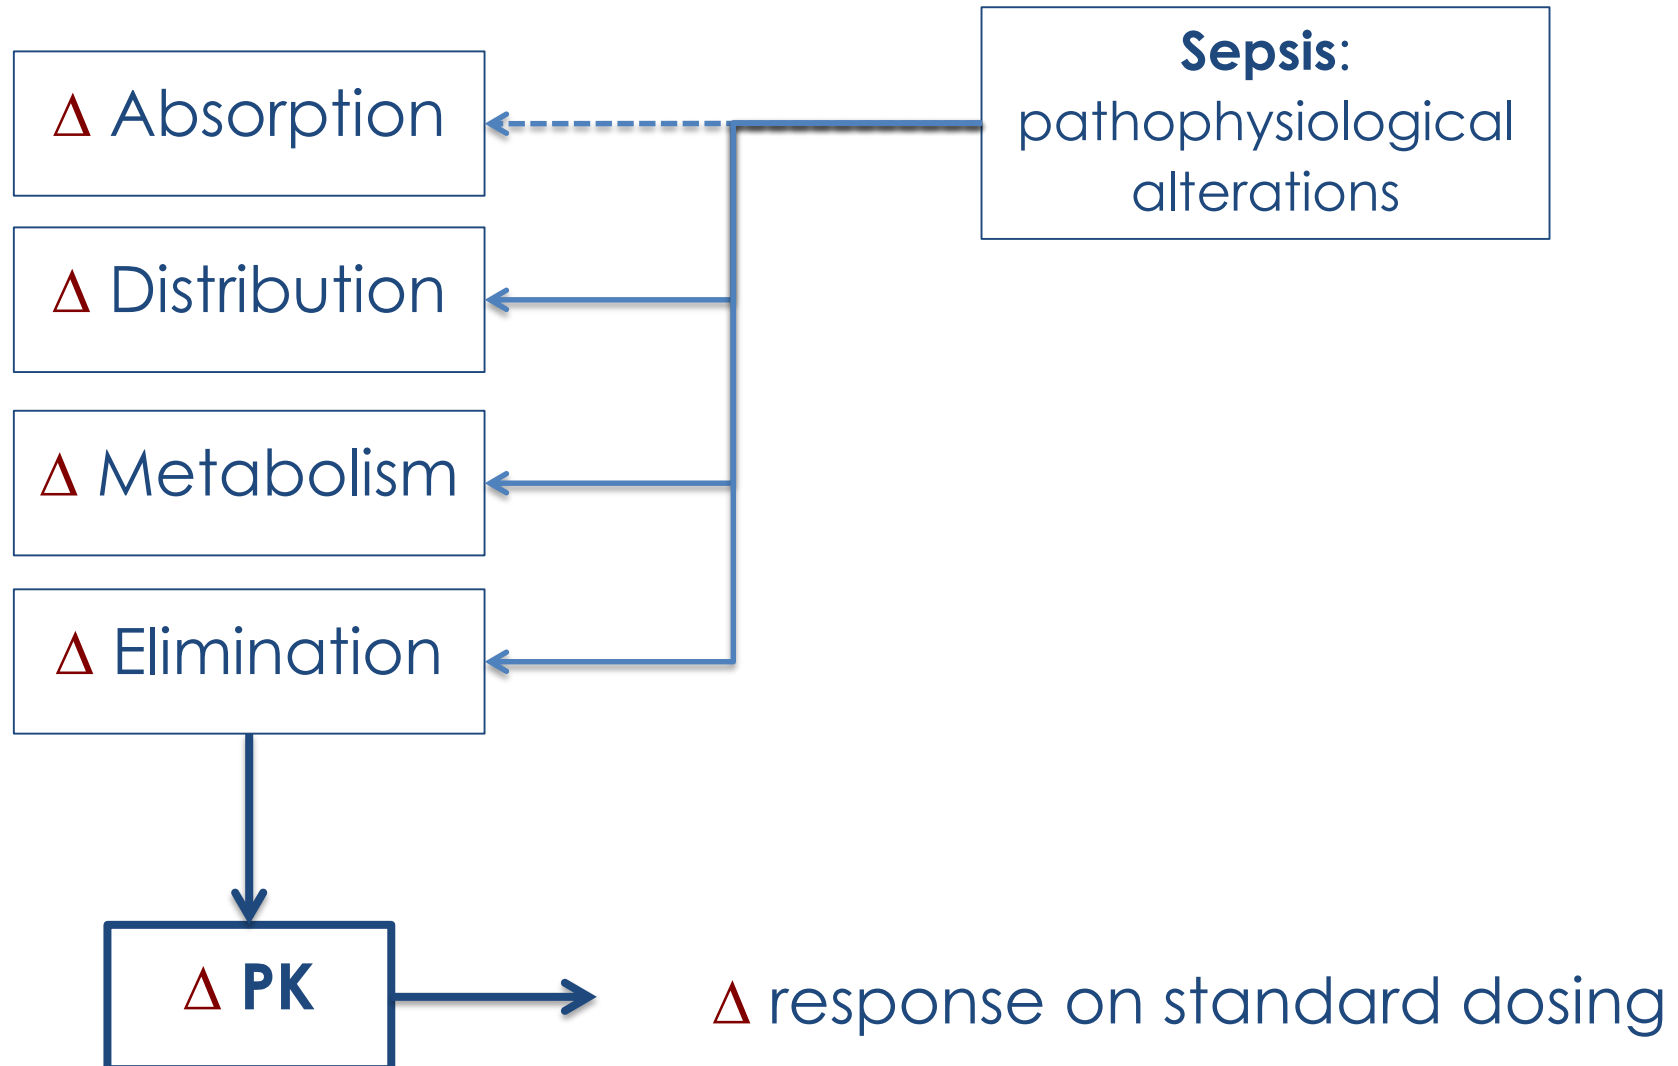 Sepsis:
pathophysiological
alterations
Δ Absorption
Δ Distribution
Δ Metabolism
Δ Elimination
Δ PK
Δ response on standard dosing